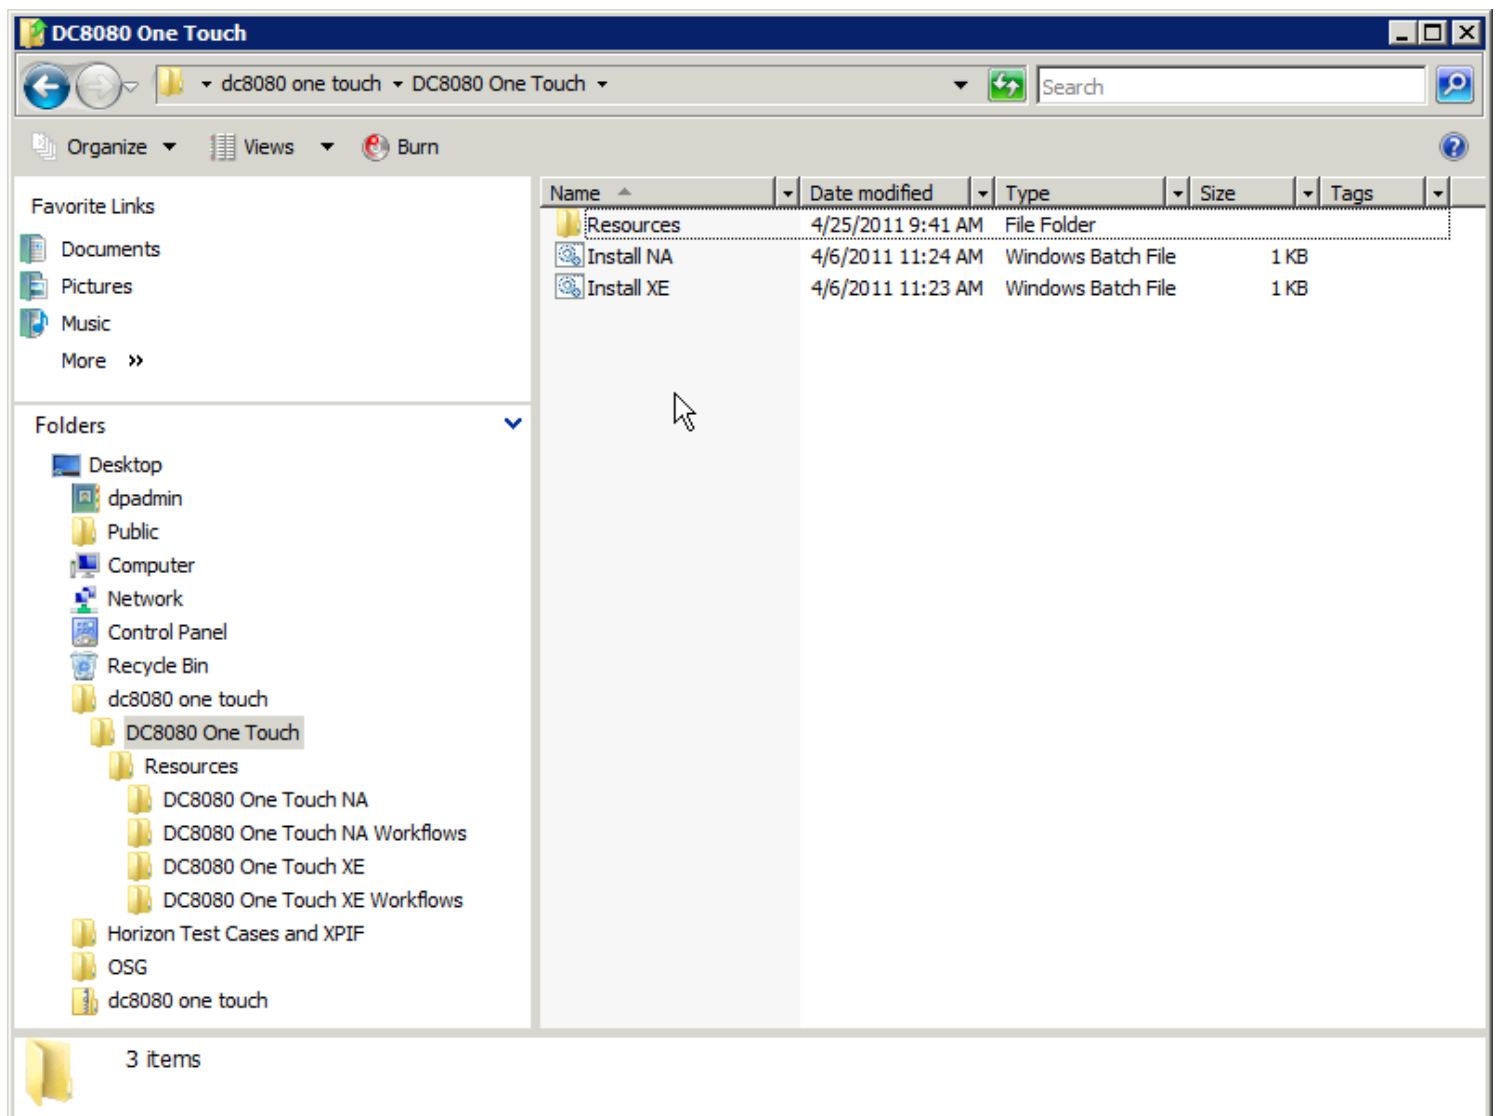 DC8080 One Touch
dc8080 one touch DC8080 One Touch Search
Organize Views Burn
Favorite Links
Documents
Pictures
Music
More »
Folders
Desktop
dpadmin
Public
Computer
Network
Control Panel
Recycle Bin
dc8080 one touch
DC8080 One Touch
Resources
DC8080 One Touch NA
DC8080 One Touch NA Workflows
DC8080 One Touch XE
DC8080 One Touch XE Workflows
Horizon Test Cases and XPIF
OSG
dc8080 one touch
Name Date modified Type Size Tags
Resources 4/25/2011 9:41 AM File Folder
Install NA 4/6/2011 11:24 AM Windows Batch File 1 KB
Install XE 4/6/2011 11:23 AM Windows Batch File 1 KB
3 items